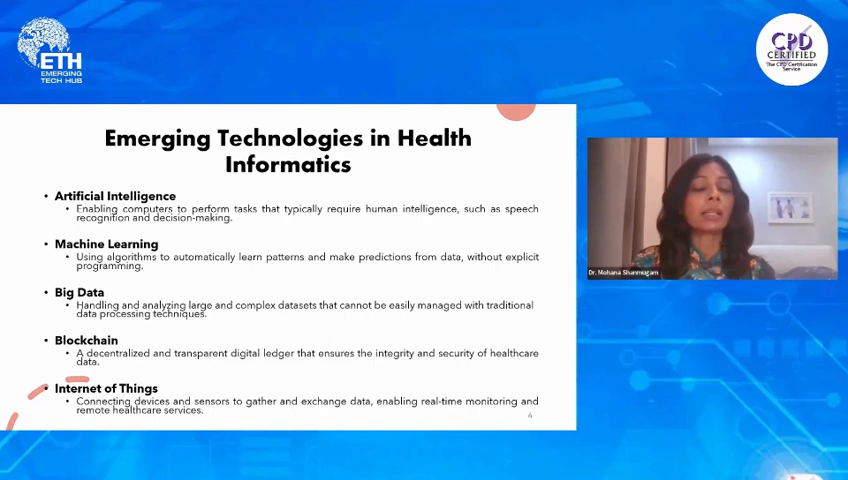 ETH
EMERGING
TECH HUB
CPD
CERTIFIED
The CPD Certification
Service
Emerging Technologies in Health
Informatics
• Artificial Intelligence
• Enabling computers to perform tasks that typically require human intelligence, such as speech
recognition and decision-making.
• Machine Learning
• Using algorithms to automatically learn patterns and make predictions from data, without explicit
programming.
• Big Data
• Handling and analyzing large and complex datasets that cannot be easily managed with traditional
data processing techniques.
• Blockchain
• A decentralized and transparent digital ledger that ensures the integrity and security of healthcare
data.
• Internet of Things
• Connecting devices and sensors to gather and exchange data, enabling real-time monitoring and
remote healthcare services.
6
Dr. Mohana Shanmugam